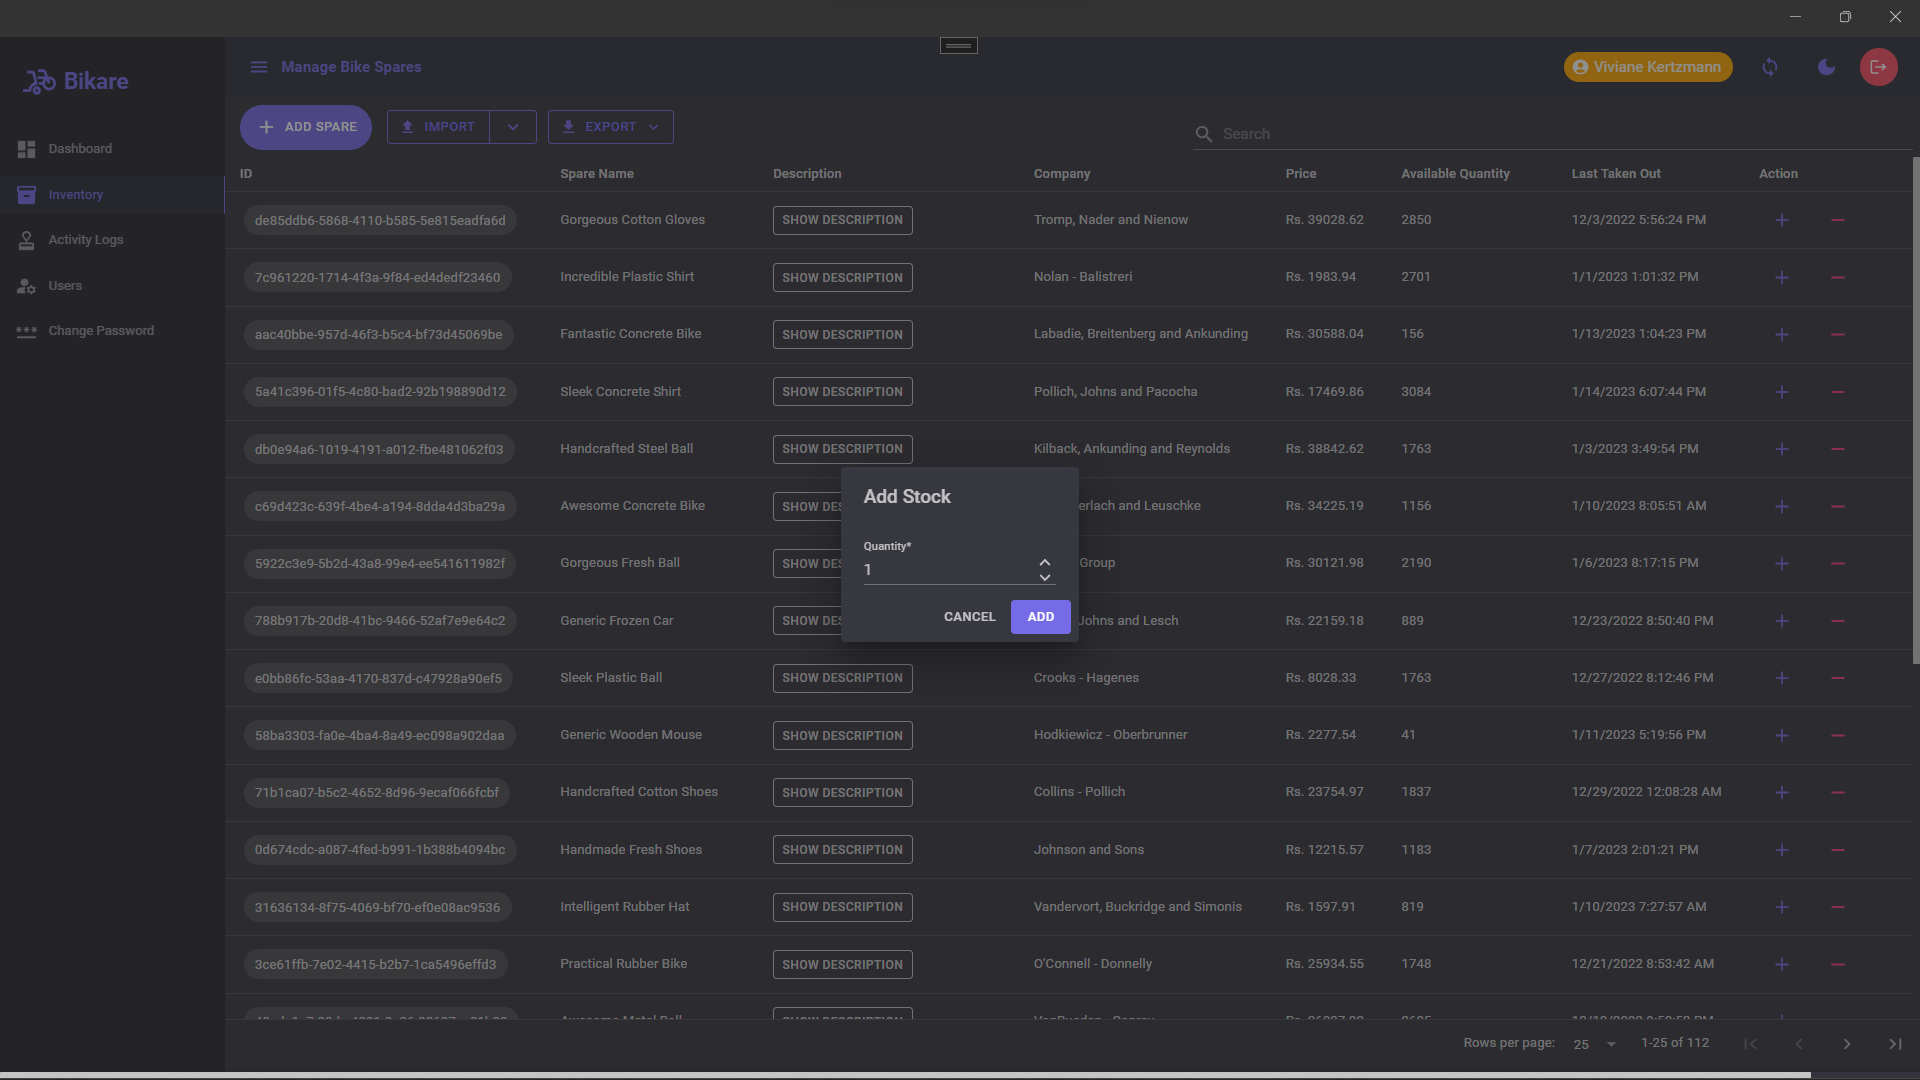 Bikare
Manage Bike Spares
Viviane Kertzmann
Dashboard
Inventory
Activity Logs
Users
Change Password
ADD SPARE IMPORT EXPORT Search
ID Spare Name Description Company Price Available Quantity Last Taken Out Action
de85ddb6-5868-4110-b585-5e815eadfa6d Gorgeous Cotton Gloves SHOW DESCRIPTION Tromp, Nader and Nienow Rs. 39028.62 2850 12/3/2022 5:56:24 PM
7c961220-1714-4f3a-9f84-ed4dedf23460 Incredible Plastic Shirt SHOW DESCRIPTION Nolan - Balistreri Rs. 1983.94 2701 1/1/2023 1:01:32 PM
aac40bbe-957d-46f3-b5c4-bf73d45069be Fantastic Concrete Bike SHOW DESCRIPTION Labadie, Breitenberg and Ankunding Rs. 30588.04 156 1/13/2023 1:04:23 PM
5a41c396-01f5-4c80-bad2-92b198890d12 Sleek Concrete Shirt SHOW DESCRIPTION Pollich, Johns and Pacocha Rs. 17469.86 3084 1/14/2023 6:07:44 PM
db0e94a6-1019-4191-a012-fbe481062f03 Handcrafted Steel Ball SHOW DESCRIPTION Kilback, Ankunding and Reynolds Rs. 38842.62 1763 1/3/2023 3:49:54 PM
c69d423c-639f-4be4-a194-8dda4d3ba29a Awesome Concrete Bike SHOW DES erlach and Leuschke Rs. 34225.19 1156 1/10/2023 8:05:51 AM
5922c3e9-5b2d-43a8-99e4-ee541611982f Gorgeous Fresh Ball SHOW DES Group Rs. 30121.98 2190 1/6/2023 8:17:15 PM
788b917b-20d8-41bc-9466-52af7e9e64c2 Generic Frozen Car SHOW DES Johns and Lesch Rs. 22159.18 889 12/23/2022 8:50:40 PM
e0bb86fc-53aa-4170-837d-c47928a90ef5 Sleek Plastic Ball SHOW DESCRIPTION Crooks - Hagenes Rs. 8028.33 1763 12/27/2022 8:12:46 PM
58ba3303-fa0e-4ba4-8a49-ec098a902daa Generic Wooden Mouse SHOW DESCRIPTION Hodkiewicz - Oberbrunner Rs. 2277.54 41 1/11/2023 5:19:56 PM
71b1ca07-b5c2-4652-8d96-9ecaf066fcbf Handcrafted Cotton Shoes SHOW DESCRIPTION Collins - Pollich Rs. 23754.97 1837 12/29/2022 12:08:28 AM
0d674cdc-a087-4fed-b991-1b388b4094bc Handmade Fresh Shoes SHOW DESCRIPTION Johnson and Sons Rs. 12215.57 1183 1/7/2023 2:01:21 PM
31636134-8f75-4069-bf70-ef0e08ac9536 Intelligent Rubber Hat SHOW DESCRIPTION Vandervort, Buckridge and Simonis Rs. 1597.91 819 1/10/2023 7:27:57 AM
3ce61ffb-7e02-4415-b2b7-1ca5496effd3 Practical Rubber Bike SHOW DESCRIPTION O'Connell - Donnelly Rs. 25934.55 1748 12/21/2022 8:53:42 AM
Add Stock
Quantity*
1
CANCEL ADD
Rows per page: 25 1-25 of 112